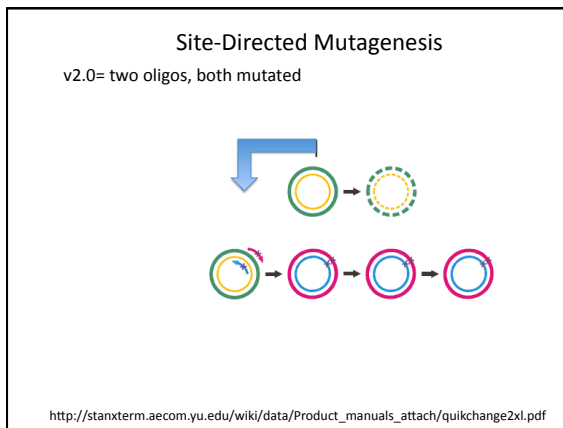 Site-Directed Mutagenesis
v2.0= two oligos, both mutated
http://stanxterm.aecom.yu.edu/wiki/data/Product_manuals_attach/quikchange2xl.pdf